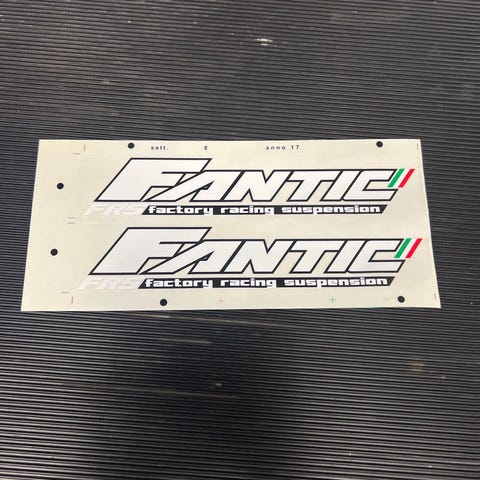 sett. 8 anno 17
FANTIC
FRS factory racing suspension
FANTIC
FRS factory racing suspension